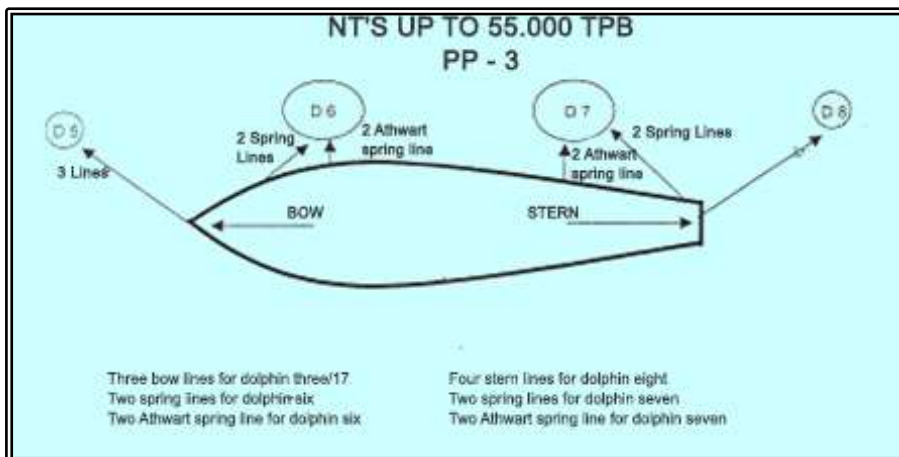 NT'S UP TO 55.000 TPB
PP - 3
D 5
D 6
D 7
D 8
2 Spring
Lines
2 Athwart
spring line
2 Spring Lines
2 Athwart
spring line
3 Lines
BOW
STERN
Three bow lines for dolphin three/17
Two spring lines for dolphin six
Two Athwart spring line for dolphin six
Four stern lines for dolphin eight
Two spring lines for dolphin seven
Two Athwart spring line for dolphin seven